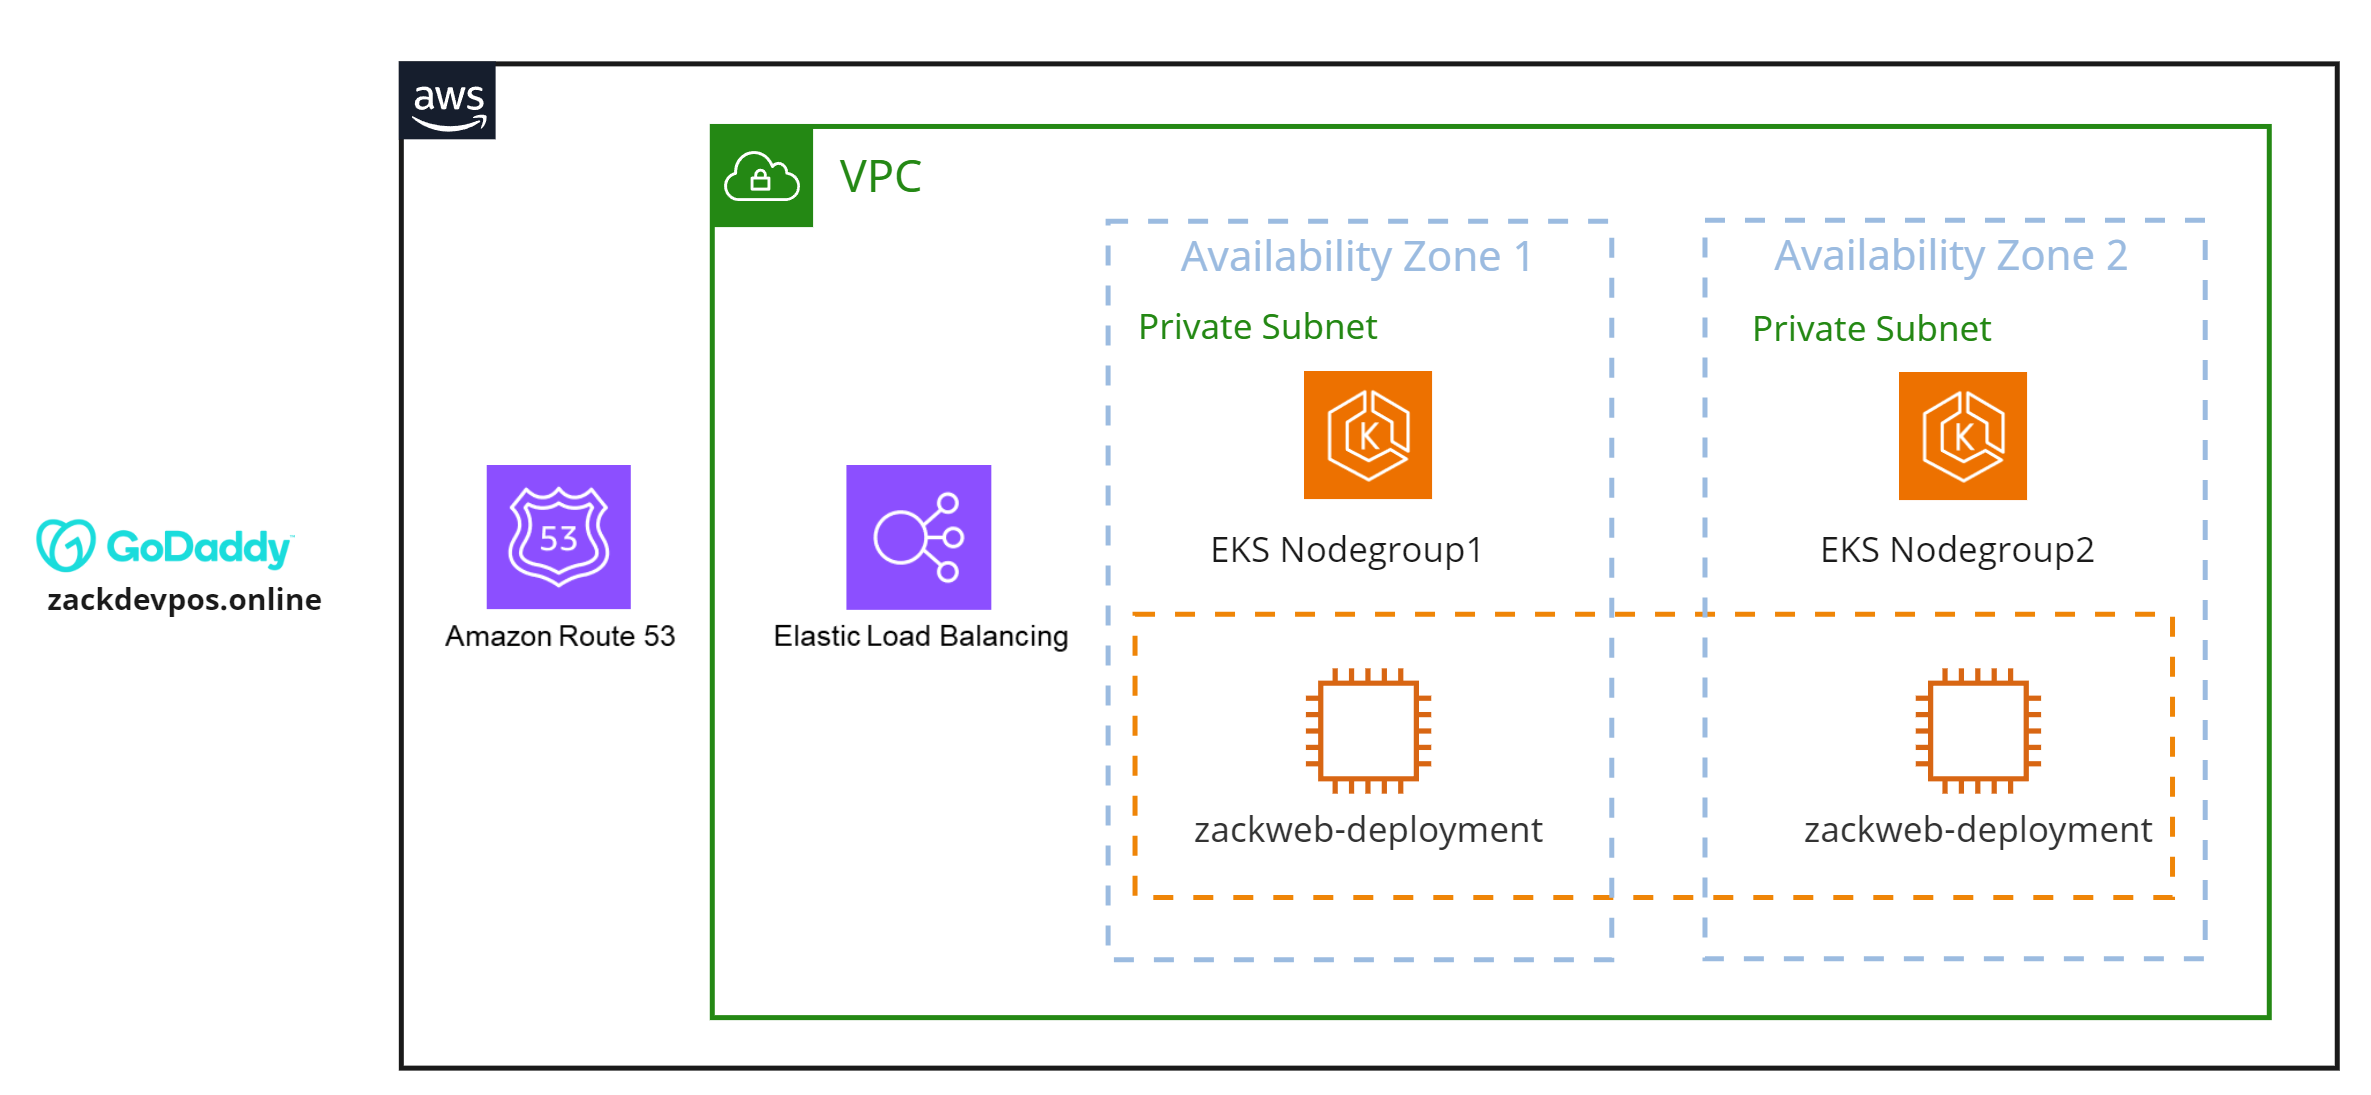 aws
VPC
Availability Zone 1
Availability Zone 2
Private Subnet
Private Subnet
K
K
53
GoDaddy
zackdevpos.online
Amazon Route 53
Elastic Load Balancing
EKS Nodegroup1
EKS Nodegroup2
zackweb-deployment
zackweb-deployment